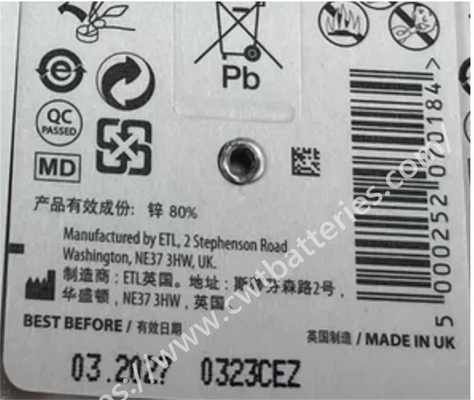 Pb
QC
PASSED
MD
产品有效成份: 锌 80%
Manufactured by ETL, 2 Stephenson Road
Washington, NE37 3HW, UK.
制造商: ETL英国。地址: 斯蒂芬森路2号,
华盛顿, NE37 3HW, 英国.
BEST BEFORE / 有效日期
英国制造 / MADE IN UK
03.2027 0323CEZ
5 000252 070184 >
www.cwtbatteries.com/